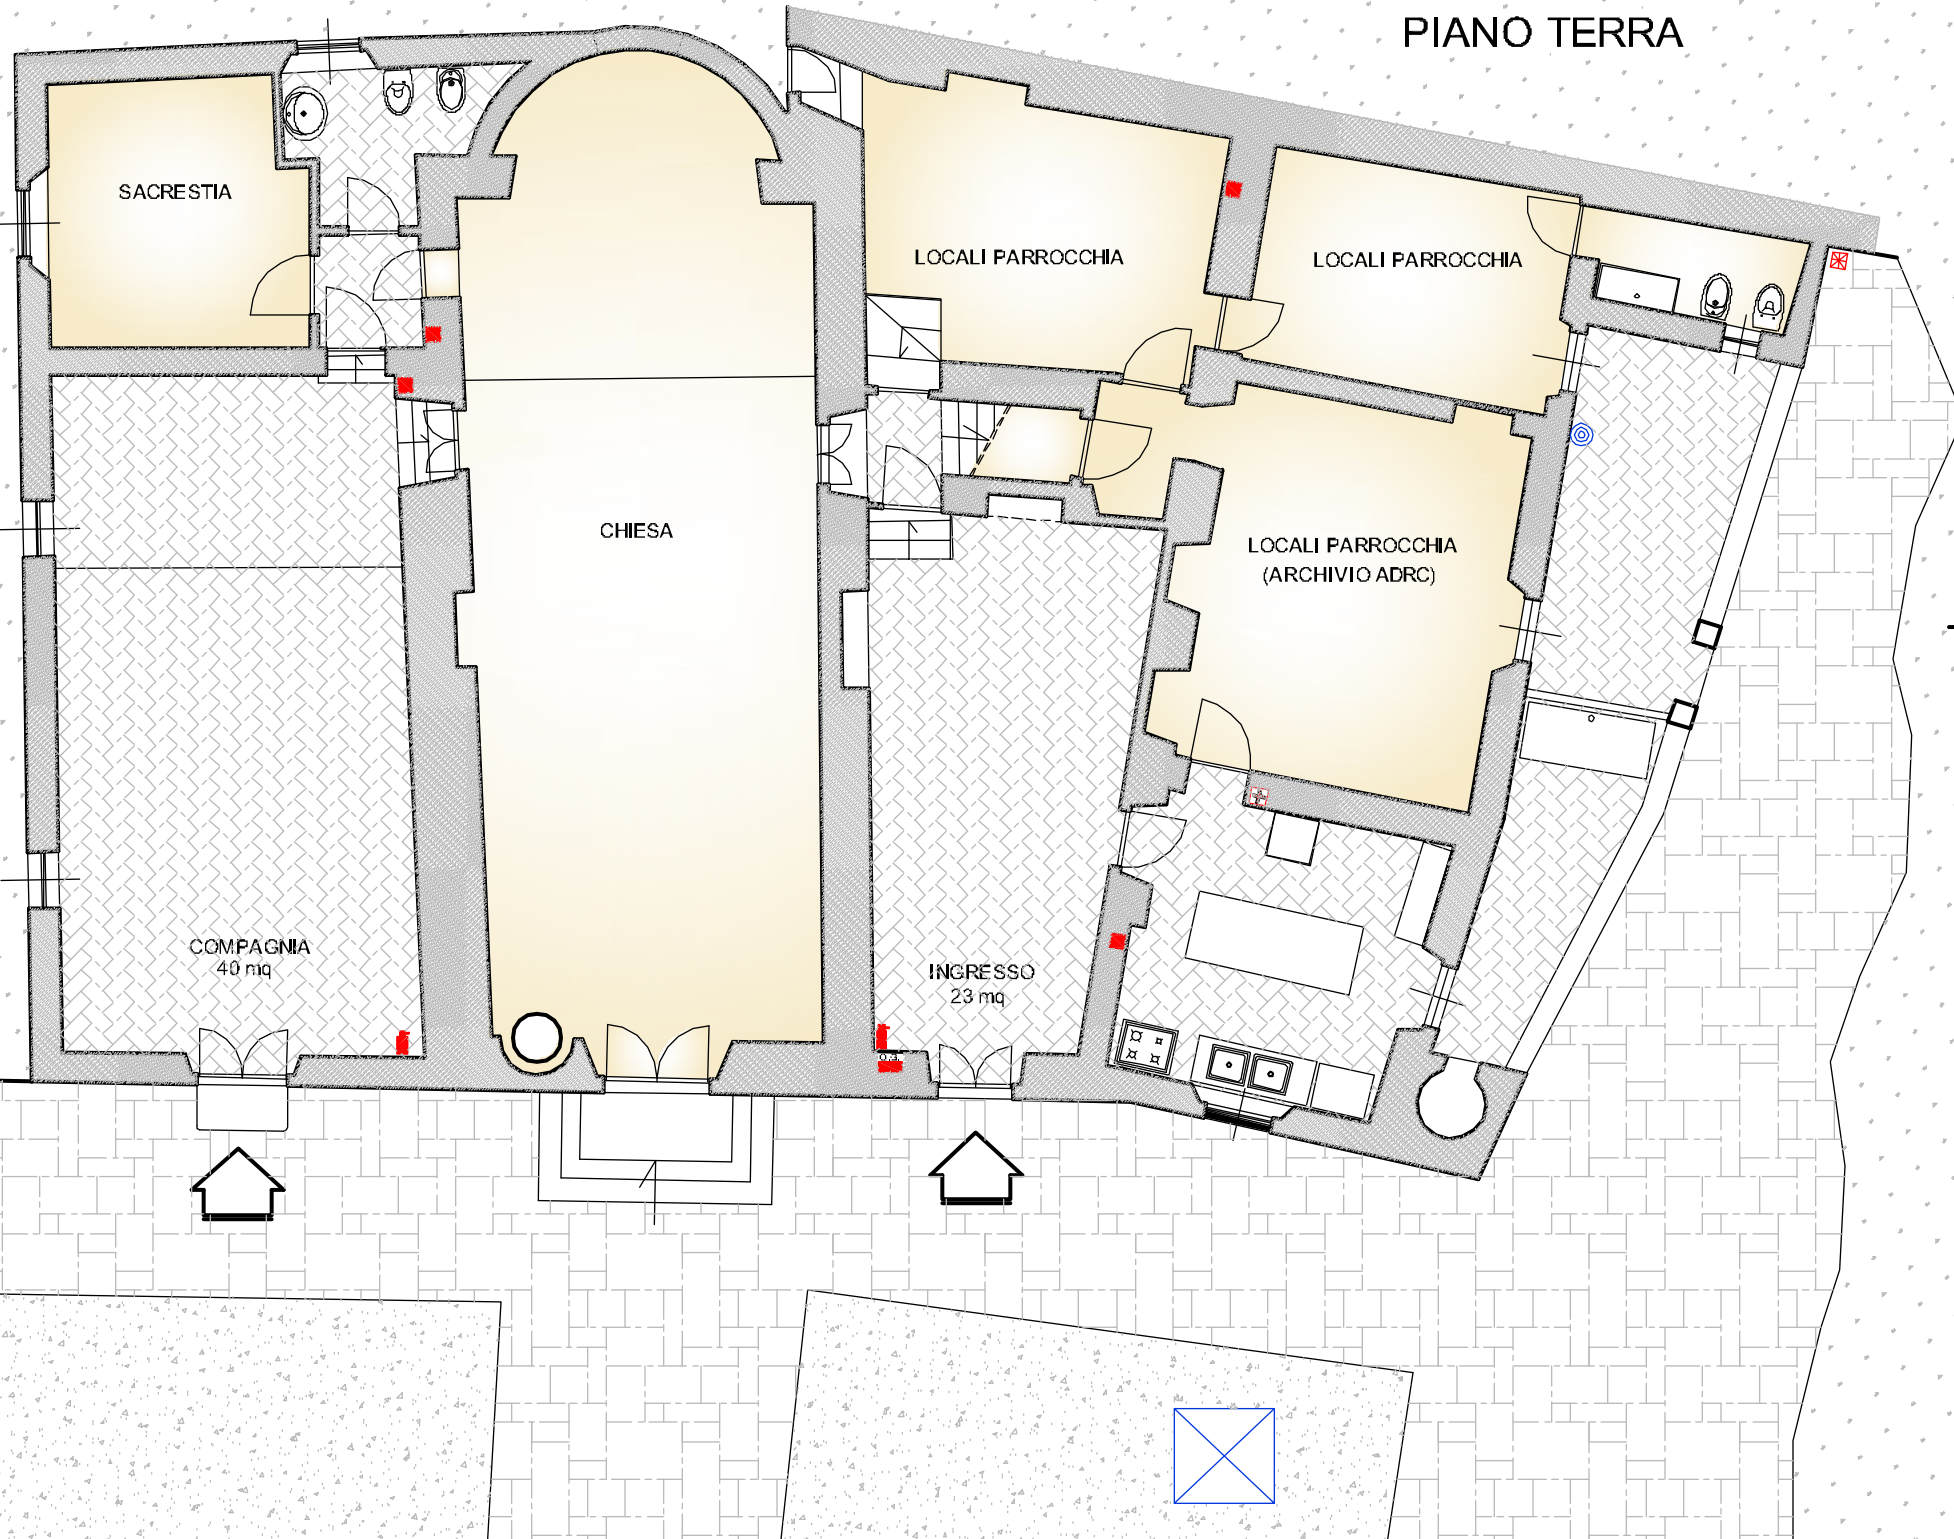 PIANO TERRA
SACRESTIA
LOCALI PARROCCHIA
LOCALI PARROCCHIA
CHIESA
LOCALI PARROCCHIA
(ARCHIVIO ADRC)
COMPAGNIA
40 mq
INGRESSO
23 mq